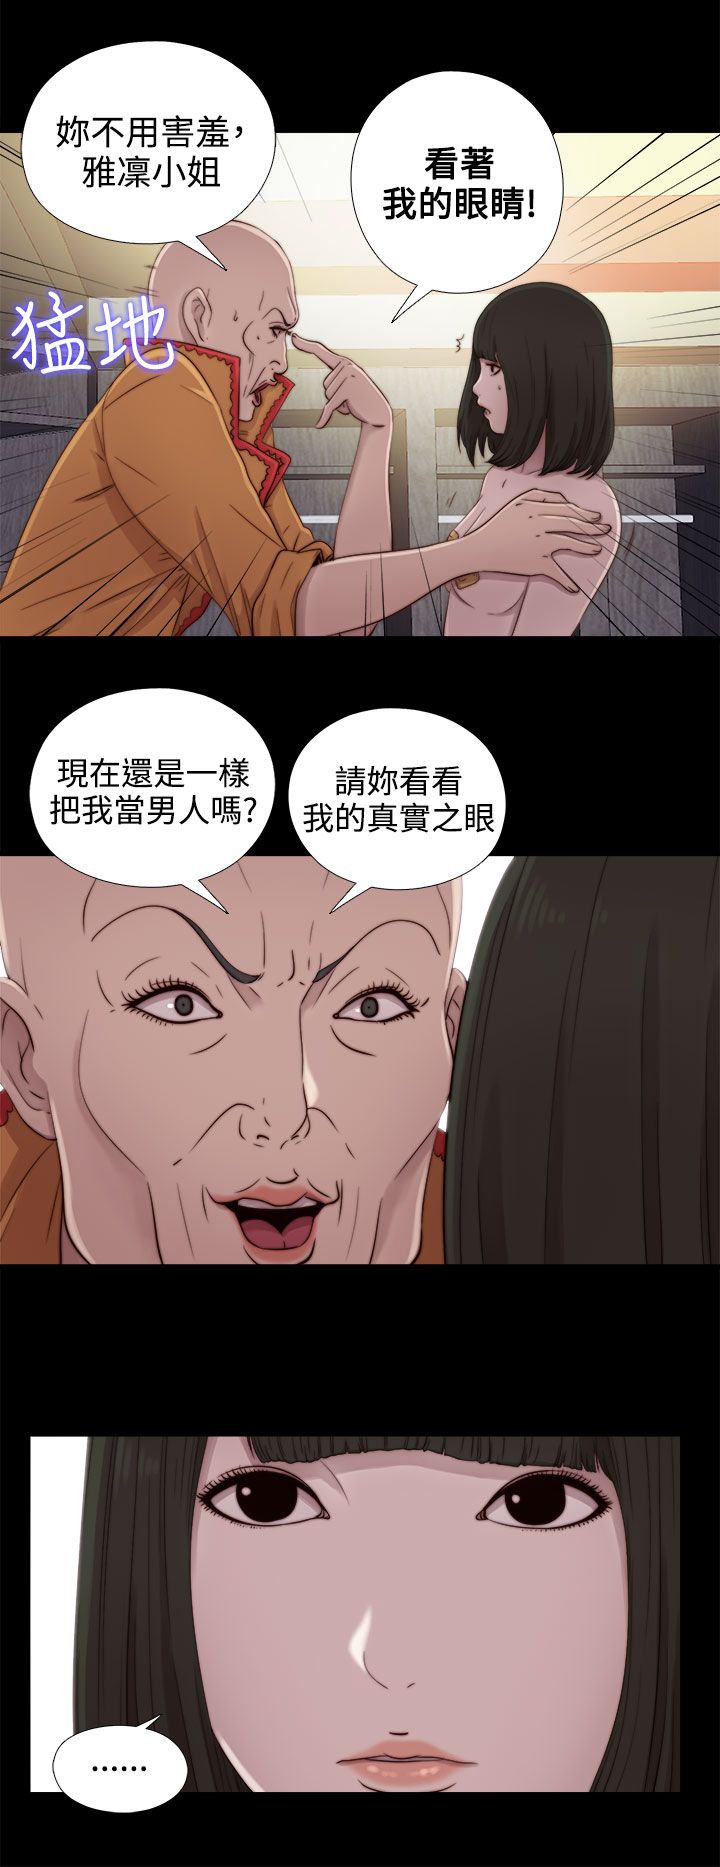 妳不用害羞，
雅凜小姐
看著
我的眼睛！
猛地
現在還是一樣
把我當男人嗎？
請妳看看
我的真實之眼
……